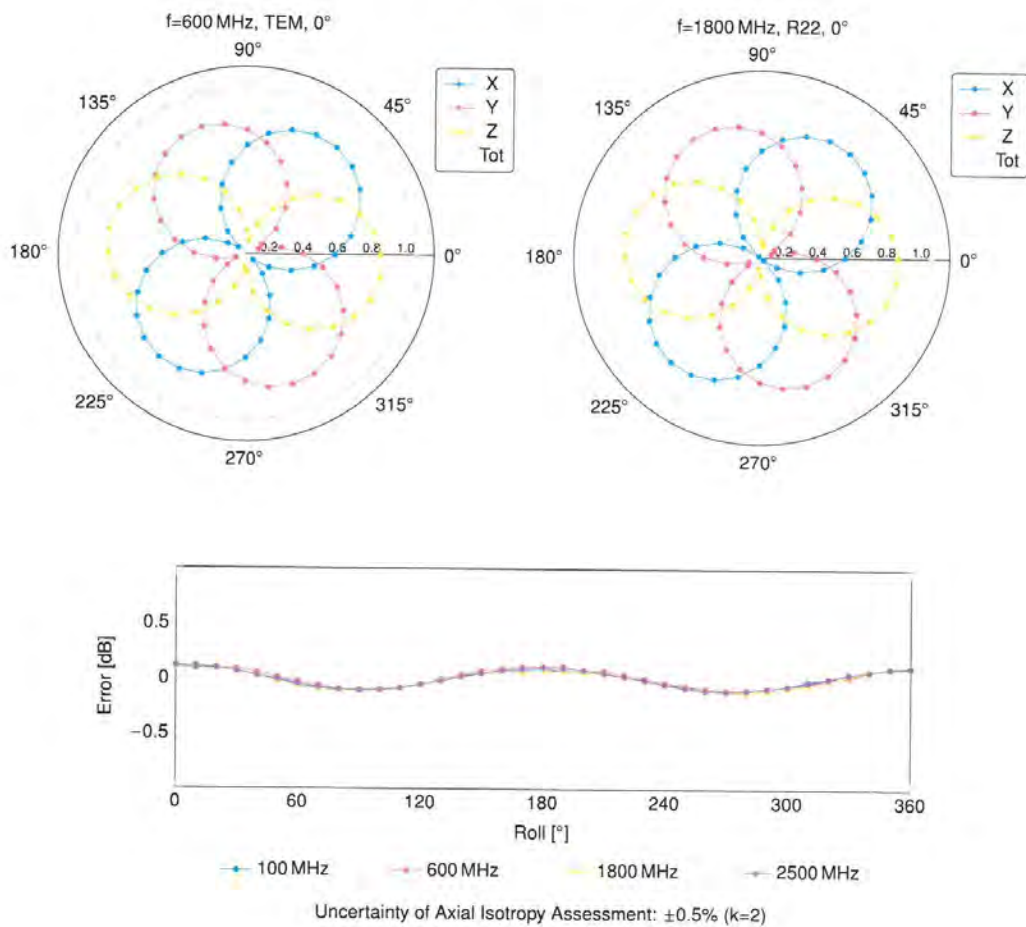 f=600 MHz, TEM, 0°
90°
135°
45°
180°
0.2 0.4 0.6 0.8 1.0
0°
225°
315°
270°
X
Y
Z
Tot
f=1800 MHz, R22, 0°
90°
135°
45°
180°
0.2 0.4 0.6 0.8 1.0
0°
225°
315°
270°
X
Y
Z
Tot
Error [dB]
0.5
0
−0.5
0 60 120 180 240 300 360
Roll [°]
100 MHz 600 MHz 1800 MHz 2500 MHz
Uncertainty of Axial Isotropy Assessment: ±0.5% (k=2)